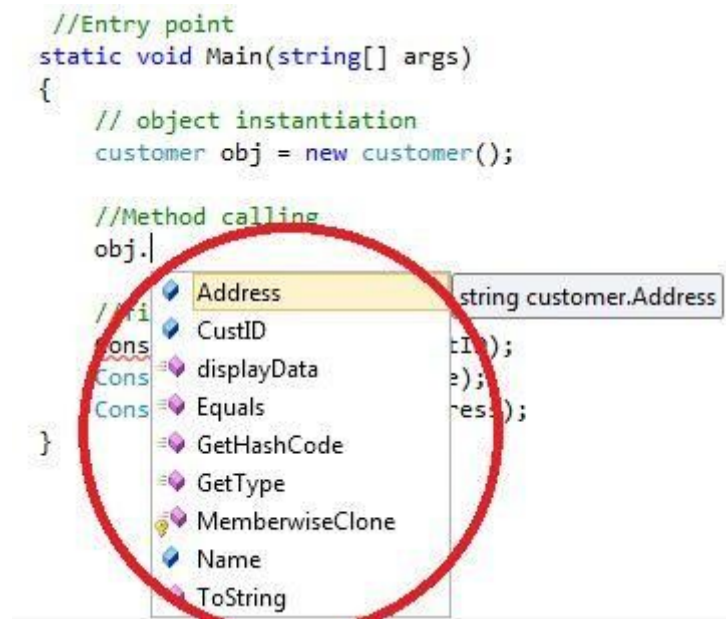 //Entry point
static void Main(string[] args)
{
// object instantiation
customer obj = new customer();
//Method calling
obj.
Address
string customer.Address
CustID
displayData
Equals
GetHashCode
GetType
MemberwiseClone
Name
ToString
}